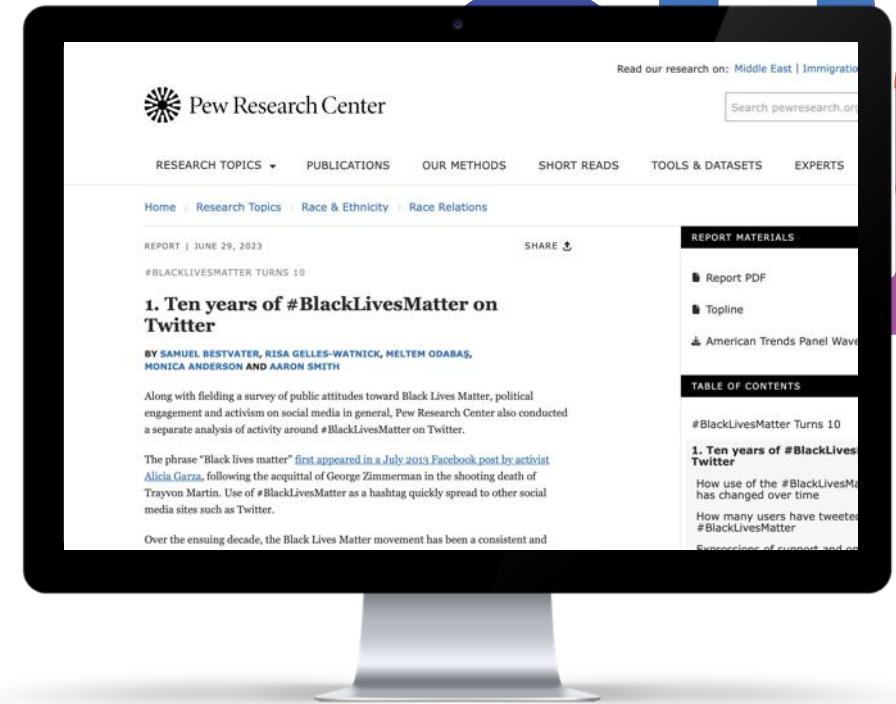 Read our research on: Middle East | Immigratio
Pew Research Center
Search pewresearch.org
RESEARCH TOPICS PUBLICATIONS OUR METHODS SHORT READS TOOLS & DATASETS EXPERTS
Home Research Topics Race & Ethnicity Race Relations
REPORT | JUNE 29, 2023
SHARE
#BLACKLIVESMATTER TURNS 10
1. Ten years of #BlackLivesMatter on
Twitter
BY SAMUEL BESTVATER, RISA GELLES-WATNICK, MELTEM ODABAŞ,
MONICA ANDERSON AND AARON SMITH
Along with fielding a survey of public attitudes toward Black Lives Matter, political
engagement and activism on social media in general, Pew Research Center also conducted
a separate analysis of activity around #BlackLivesMatter on Twitter.
The phrase “Black lives matter” first appeared in a July 2013 Facebook post by activist
Alicia Garza, following the acquittal of George Zimmerman in the shooting death of
Trayvon Martin. Use of #BlackLivesMatter as a hashtag quickly spread to other social
media sites such as Twitter.
Over the ensuing decade, the Black Lives Matter movement has been a consistent and
REPORT MATERIALS
Report PDF
Topline
American Trends Panel Wave
TABLE OF CONTENTS
#BlackLivesMatter Turns 10
1. Ten years of #BlackLives
Twitter
How use of the #BlackLivesMa
has changed over time
How many users have tweeted
#BlackLivesMatter
Expressions of support and op